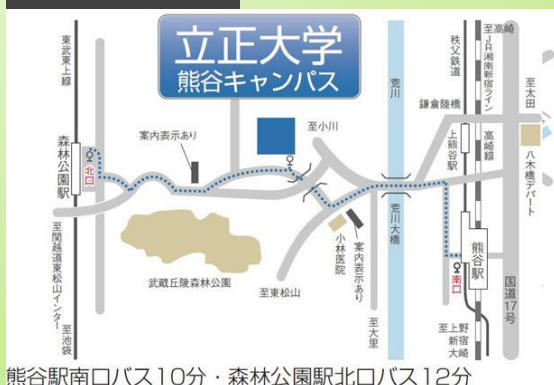 立正大学
熊谷キャンパス
東武東上線
森林公園駅
北口
案内表示あり
至小川
荒川
秩父鉄道
至高崎
至JR湘南新宿ライン
高崎線
鎌倉陸橋
上熊谷駅
至太田
八木橋デパート
荒川大橋
案内表示あり
小林医院
熊谷駅
南口
国道17号
武蔵丘陵森林公園
至東松山
至大里
至上野
新宿
大崎
至関越道東松山インター
至池袋
熊谷駅南口バス10分・森林公園駅北口バス12分